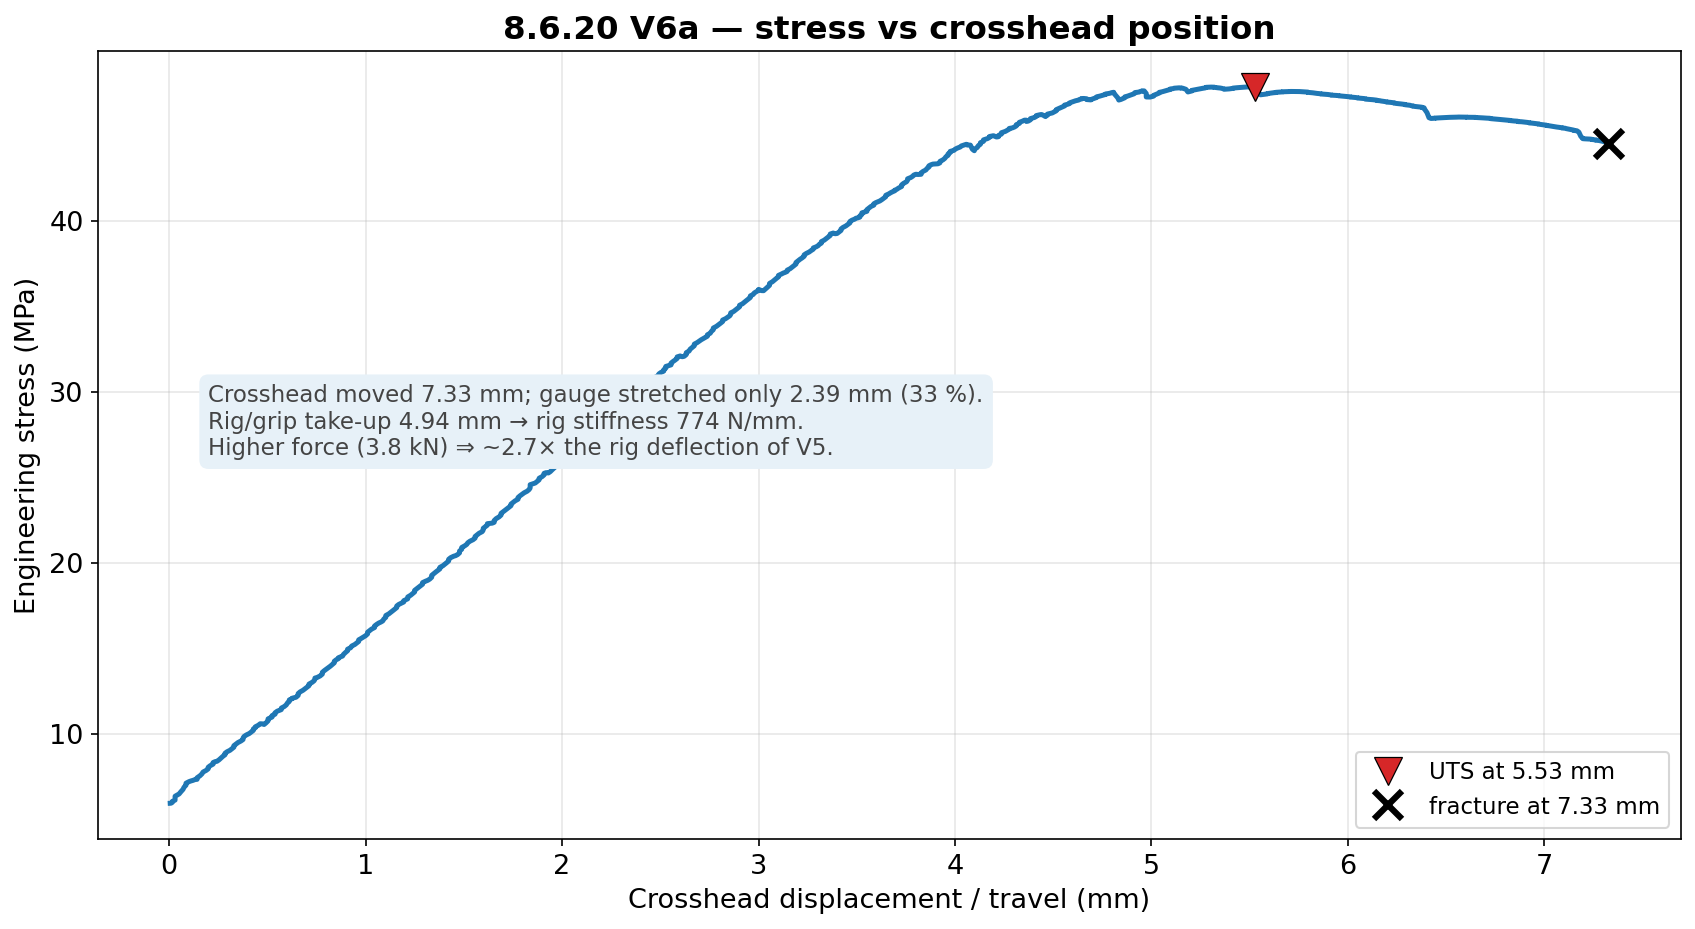 8.6.20 V6a — stress vs crosshead position
Engineering stress (MPa)
40
30
20
10
Crosshead moved 7.33 mm; gauge stretched only 2.39 mm (33 %).
Rig/grip take-up 4.94 mm → rig stiffness 774 N/mm.
Higher force (3.8 kN) ⇒ ~2.7× the rig deflection of V5.
UTS at 5.53 mm
fracture at 7.33 mm
0 1 2 3 4 5 6 7
Crosshead displacement / travel (mm)